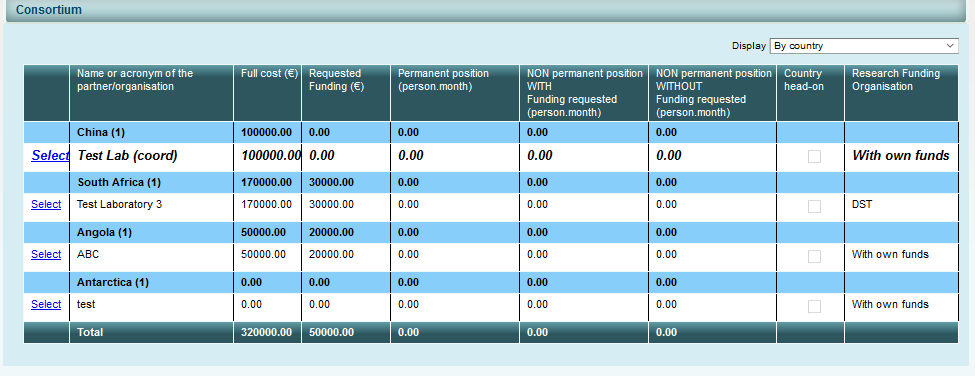 Consortium
Display By country
Name or acronym of the partner/organisation Full cost (€) Requested Funding (€) Permanent position (person.month) NON permanent position WITH Funding requested (person.month) NON permanent position WITHOUT Funding requested (person.month) Country head-on Research Funding Organisation
China (1) 100000.00 0.00 0.00 0.00 0.00
Select Test Lab (coord) 100000.00 0.00 0.00 0.00 0.00 With own funds
South Africa (1) 170000.00 30000.00 0.00 0.00 0.00
Select Test Laboratory 3 170000.00 30000.00 0.00 0.00 0.00 DST
Angola (1) 50000.00 20000.00 0.00 0.00 0.00
Select ABC 50000.00 20000.00 0.00 0.00 0.00 With own funds
Antarctica (1) 0.00 0.00 0.00 0.00 0.00
Select test 0.00 0.00 0.00 0.00 0.00 With own funds
Total 320000.00 50000.00 0.00 0.00 0.00